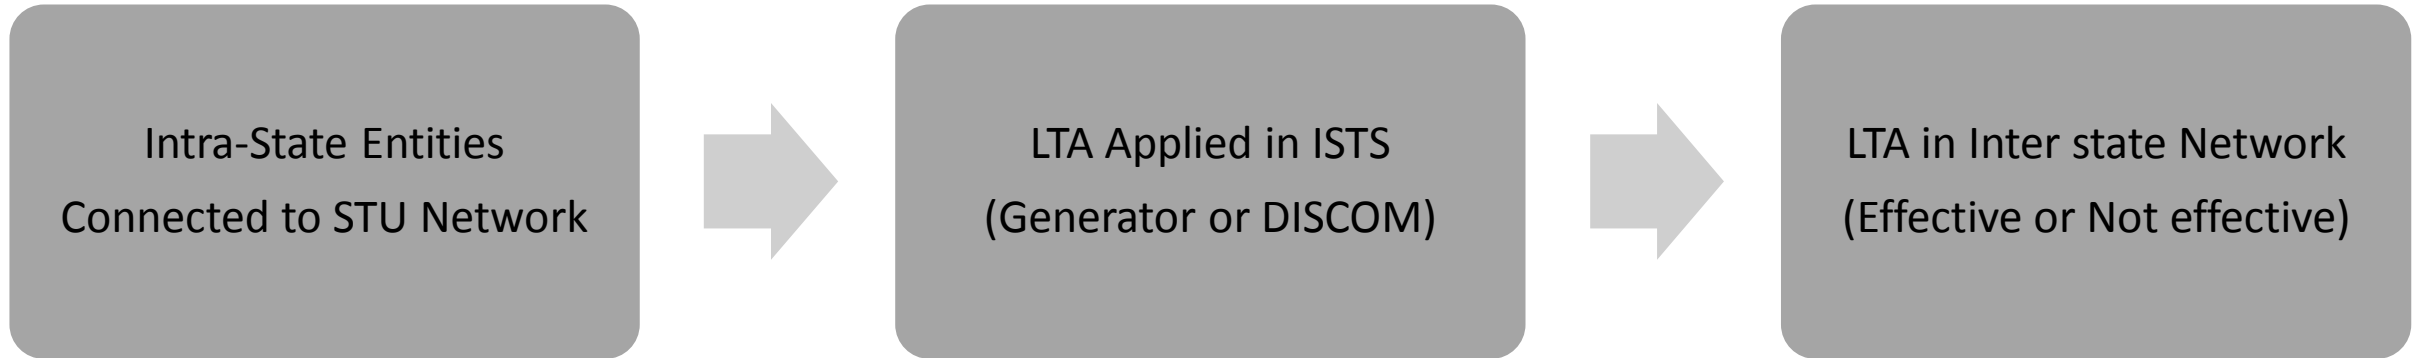 Intra-State Entities
Connected to STU Network
LTA Applied in ISTS
(Generator or DISCOM)
LTA in Inter state Network
(Effective or Not effective)